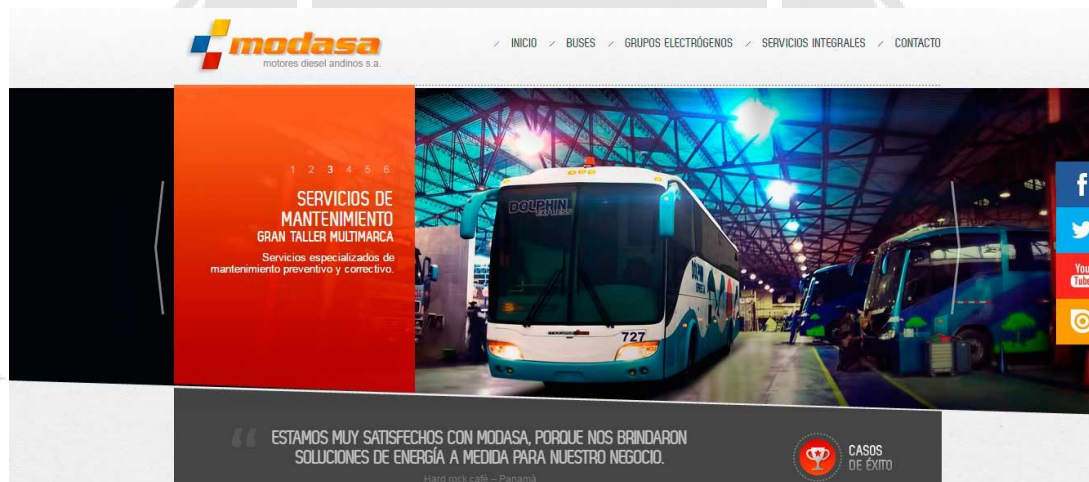 modasa
motores diesel andinos s.a.
INICIO
BUSES
GRUPOS ELECTRÓGENOS
SERVICIOS INTEGRALES
CONTACTO
1 2 3 4 5 6
SERVICIOS DE
MANTENIMIENTO
GRAN TALLER MULTIMARCA
Servicios especializados de
mantenimiento preventivo y correctivo.
DOLPHIN
EXPRESS
DOLPHIN
727
f
You
Tube
ESTAMOS MUY SATISFECHOS CON MODASA, PORQUE NOS BRINDARON
SOLUCIONES DE ENERGÍA A MEDIDA PARA NUESTRO NEGOCIO.
Hard rock café – Panamá
CASOS
DE ÉXITO